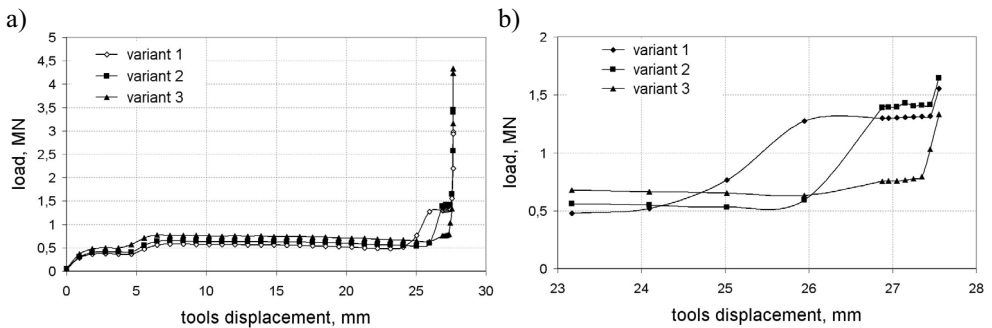 a)
5
4,5
4
3,5
3
2,5
2
1,5
1
0,5
0
load, MN
variant 1
variant 2
variant 3
0 5 10 15 20 25 30
tools displacement, mm
b)
2
1,5
1
0,5
0
load, MN
variant 1
variant 2
variant 3
23 24 25 26 27 28
tools displacement, mm